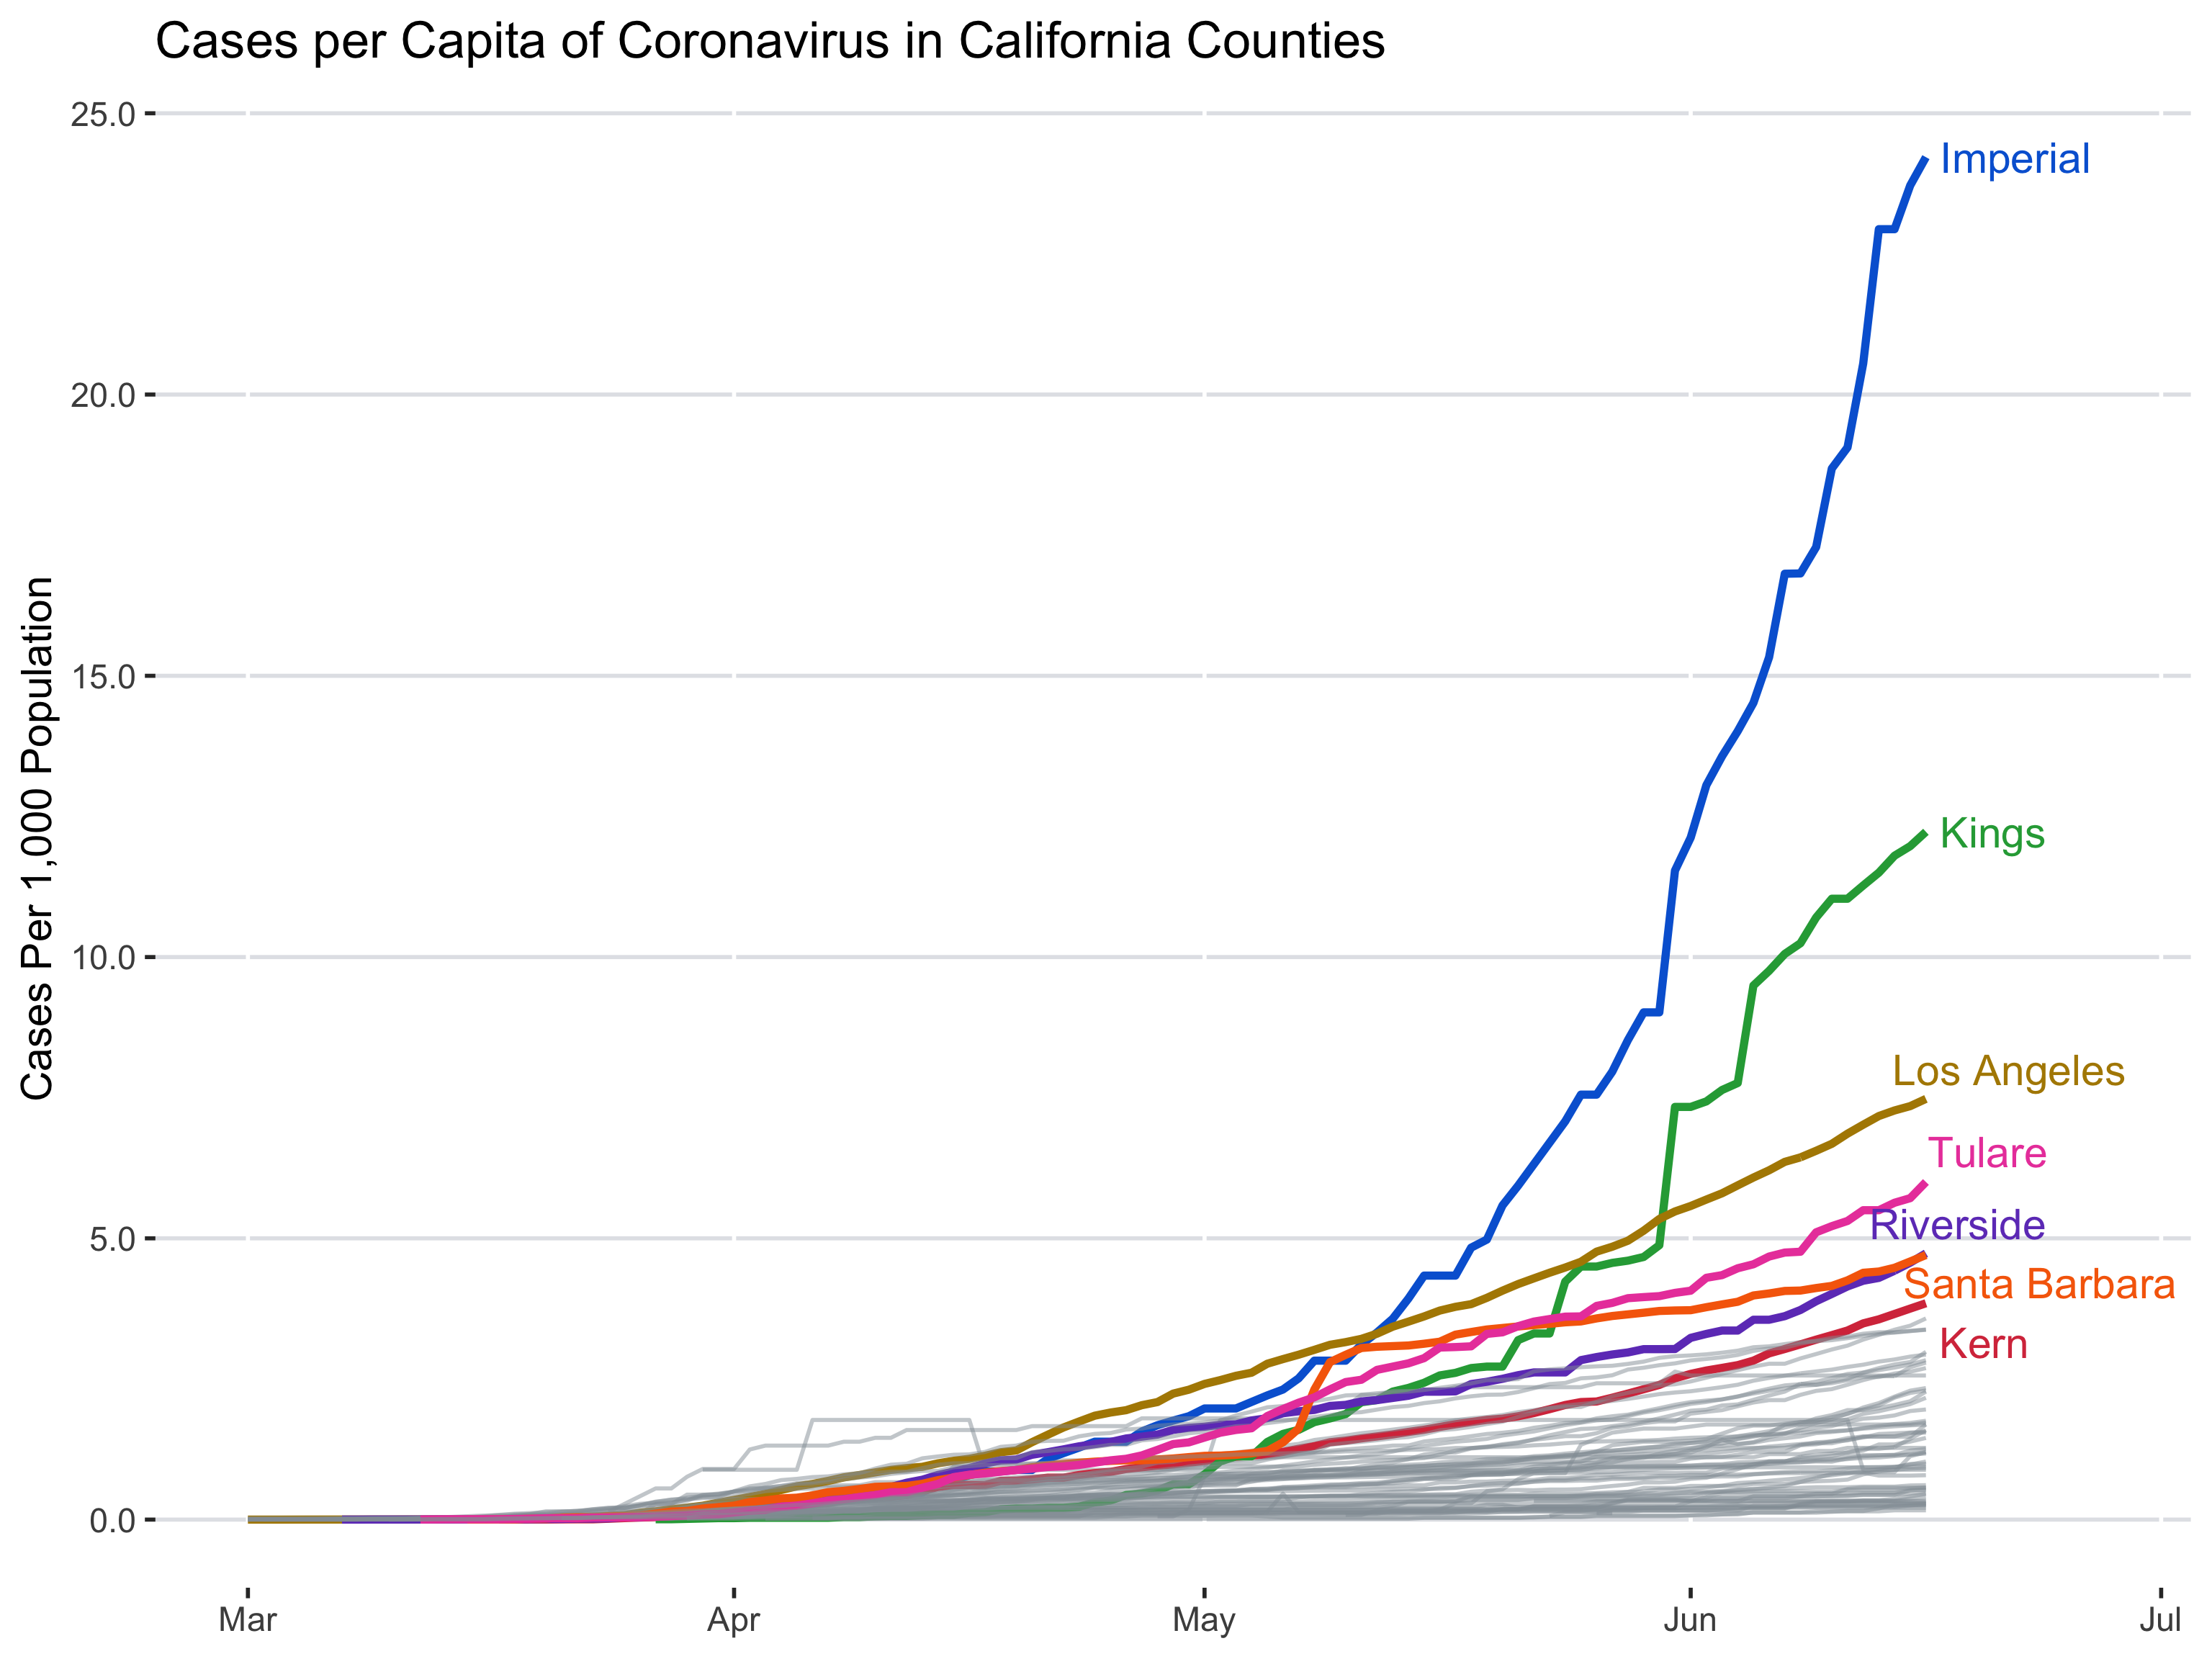 Cases per Capita of Coronavirus in California Counties
Cases Per 1,000 Population
25.0
20.0
15.0
10.0
5.0
0.0
Imperial
Kings
Los Angeles
Tulare
Riverside
Santa Barbara
Kern
Mar Apr May Jun Jul